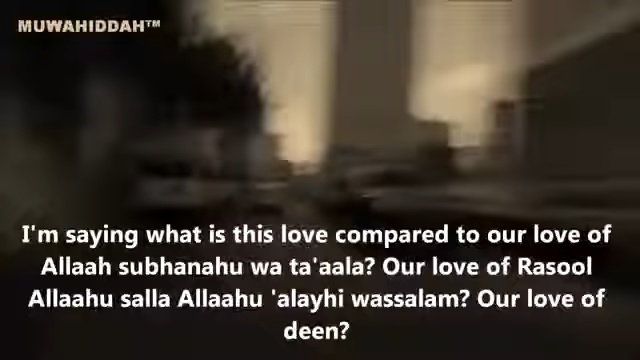 MUWAHIDDAH™
I'm saying what is this love compared to our love of
Allaah subhanahu wa ta'aala? Our love of Rasool
Allaahu salla Allaahu 'alayhi wassalam? Our love of
deen?